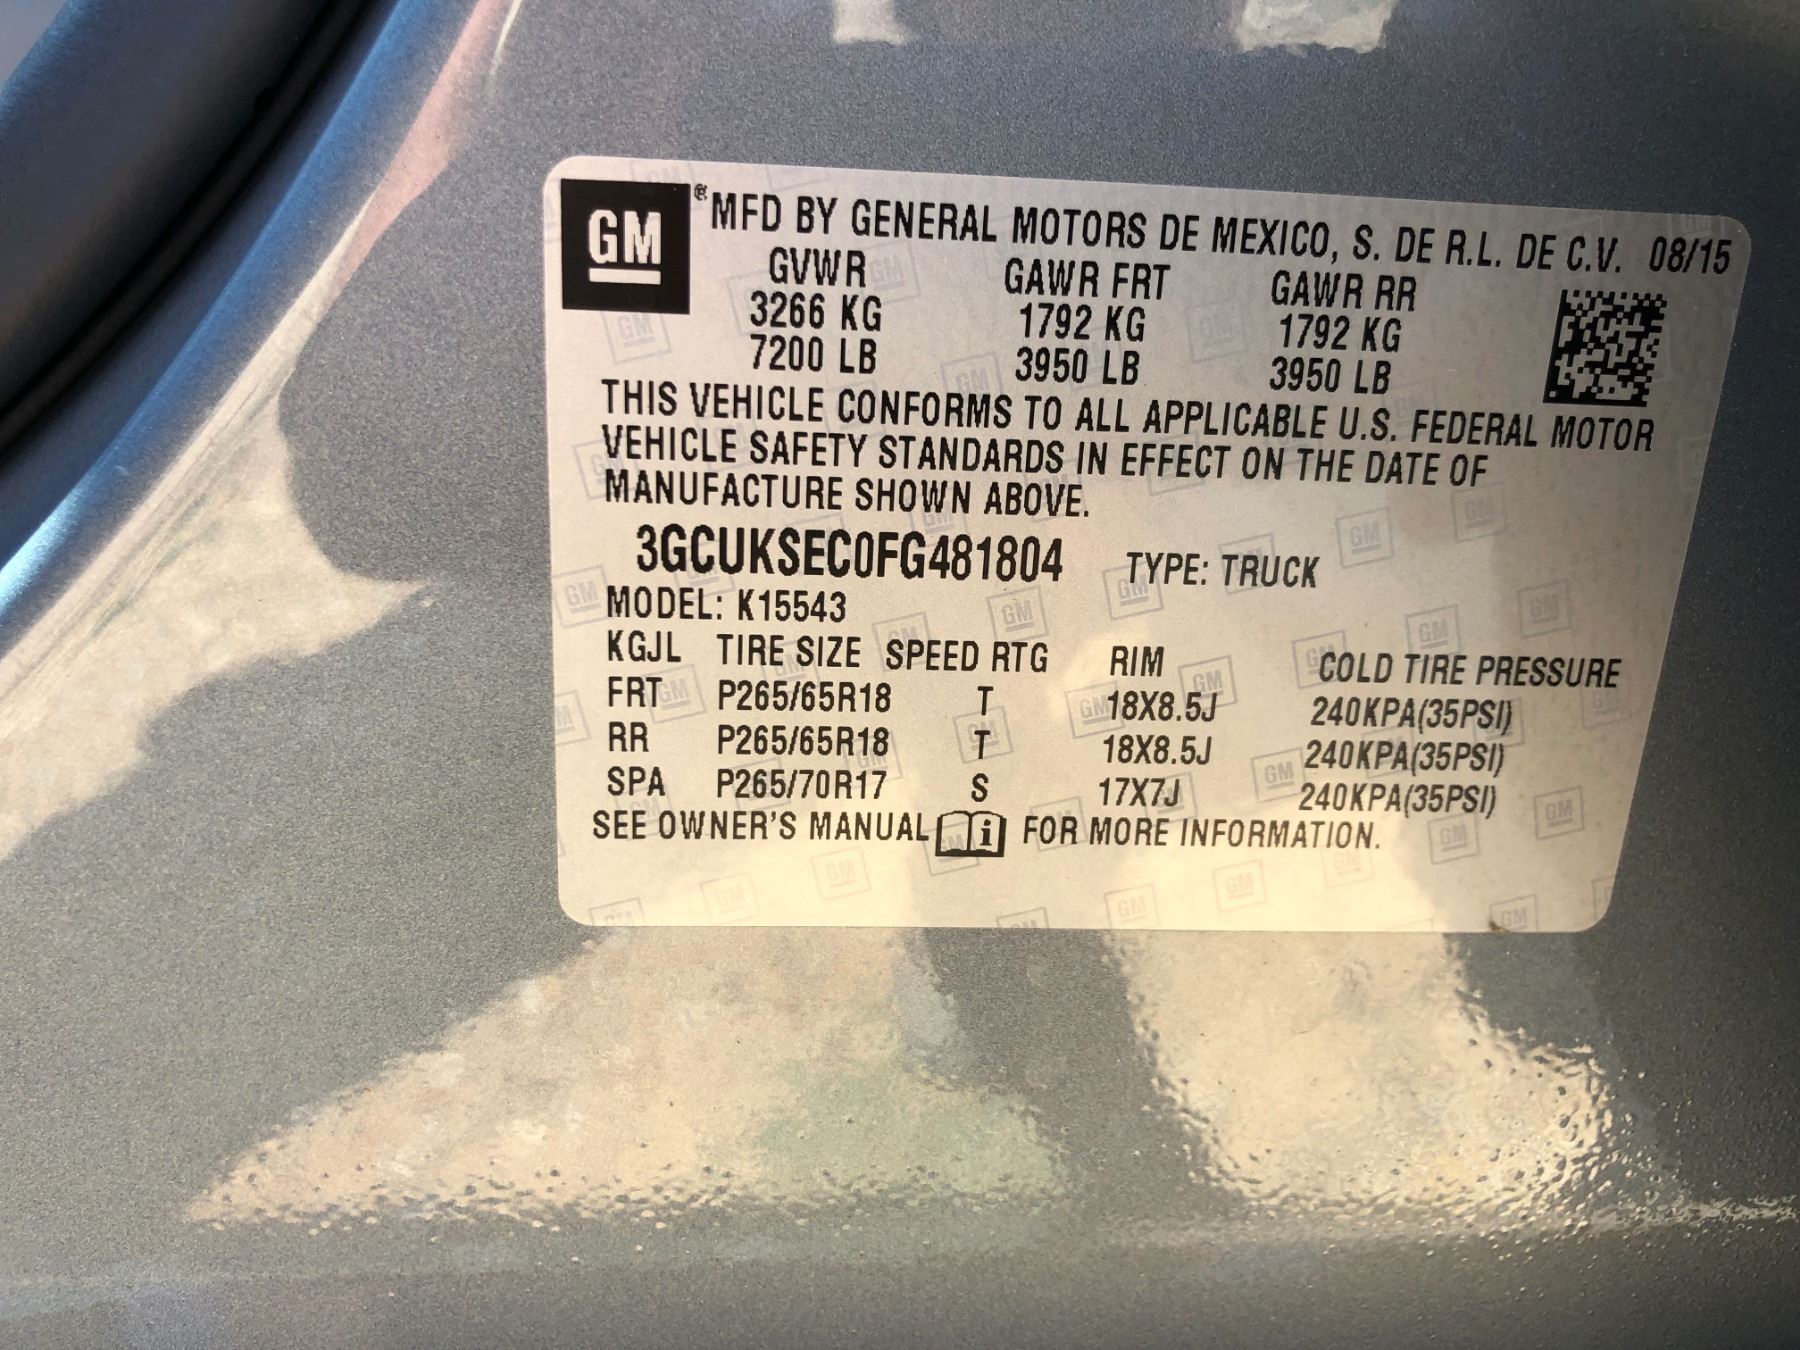 GM ® MFD BY GENERAL MOTORS DE MEXICO, S. DE R.L. DE C.V. 08/15
GVWR GAWR FRT GAWR RR
3266 KG 1792 KG 1792 KG
7200 LB 3950 LB 3950 LB
THIS VEHICLE CONFORMS TO ALL APPLICABLE U.S. FEDERAL MOTOR
VEHICLE SAFETY STANDARDS IN EFFECT ON THE DATE OF
MANUFACTURE SHOWN ABOVE.
3GCUKSEC0FG481804 TYPE: TRUCK
MODEL: K15543
KGJL TIRE SIZE SPEED RTG RIM COLD TIRE PRESSURE
FRT P265/65R18 T 18X8.5J 240KPA(35PSI)
RR P265/65R18 T 18X8.5J 240KPA(35PSI)
SPA P265/70R17 S 17X7J 240KPA(35PSI)
SEE OWNER'S MANUAL i FOR MORE INFORMATION.